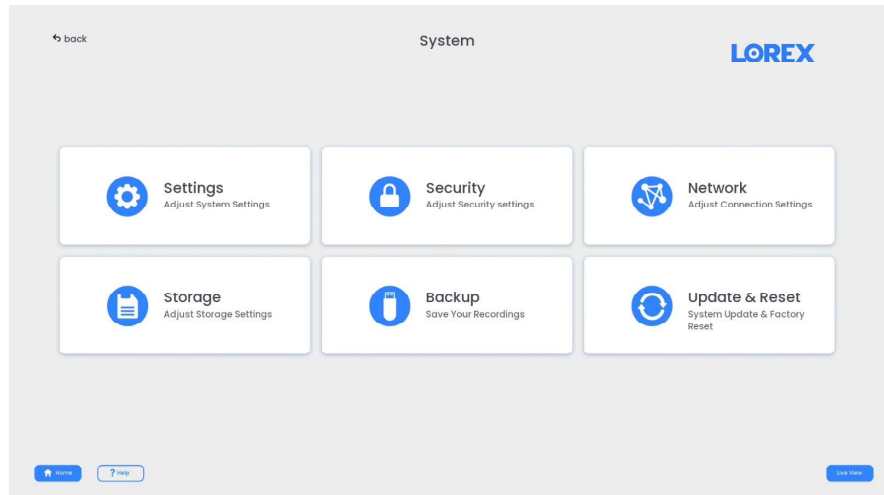 back
System
LOREX
Settings
Adjust System Settings
Security
Adjust Security settings
Network
Adjust Connection Settings
Storage
Adjust Storage Settings
Backup
Save Your Recordings
Update & Reset
System Update & Factory
Reset
Home
? Help
Live View